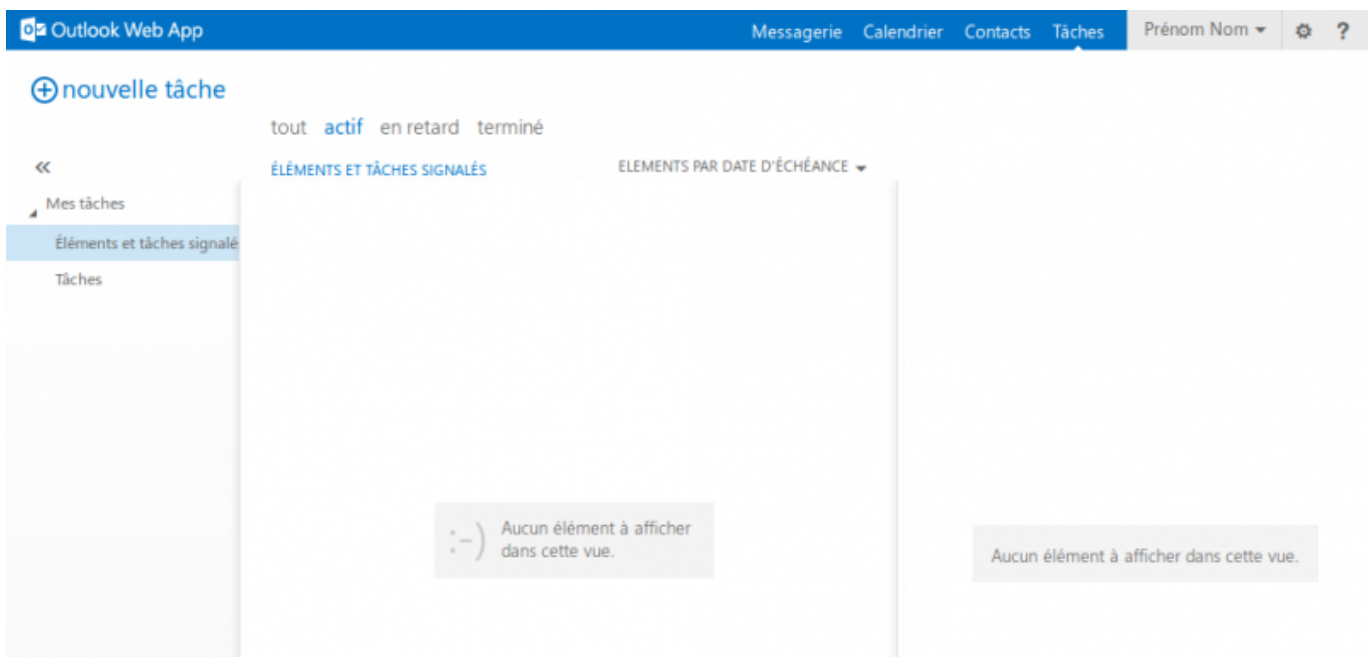 Outlook Web App Messagerie Calendrier Contacts Tâches Prénom Nom ?
nouvelle tâche
tout actif en retard terminé
ÉLÉMENTS ET TÂCHES SIGNALÉS ELEMENTS PAR DATE D'ÉCHÉANCE
Mes tâches
Éléments et tâches signalé
Tâches
:-) Aucun élément à afficher
dans cette vue.
Aucun élément à afficher dans cette vue.